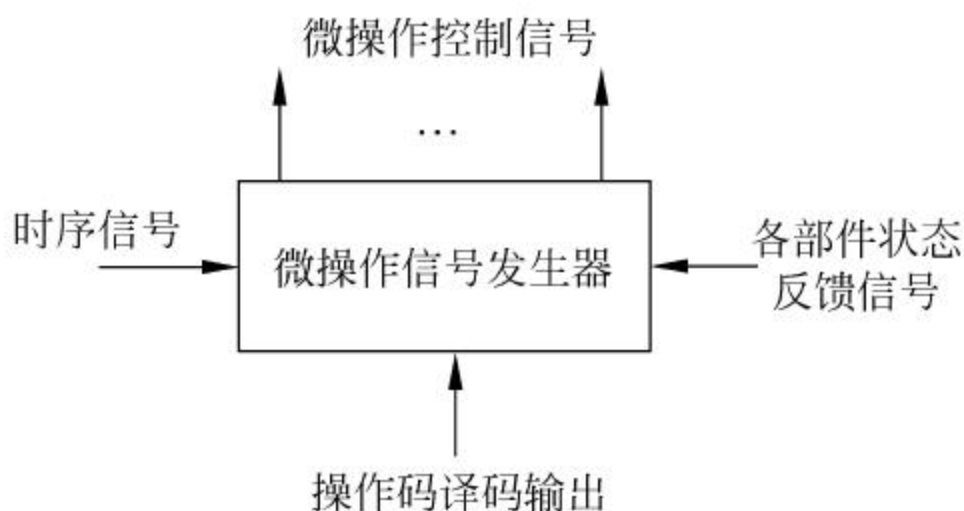 微操作控制信号
…
时序信号
微操作信号发生器
各部件状态
反馈信号
操作码译码输出